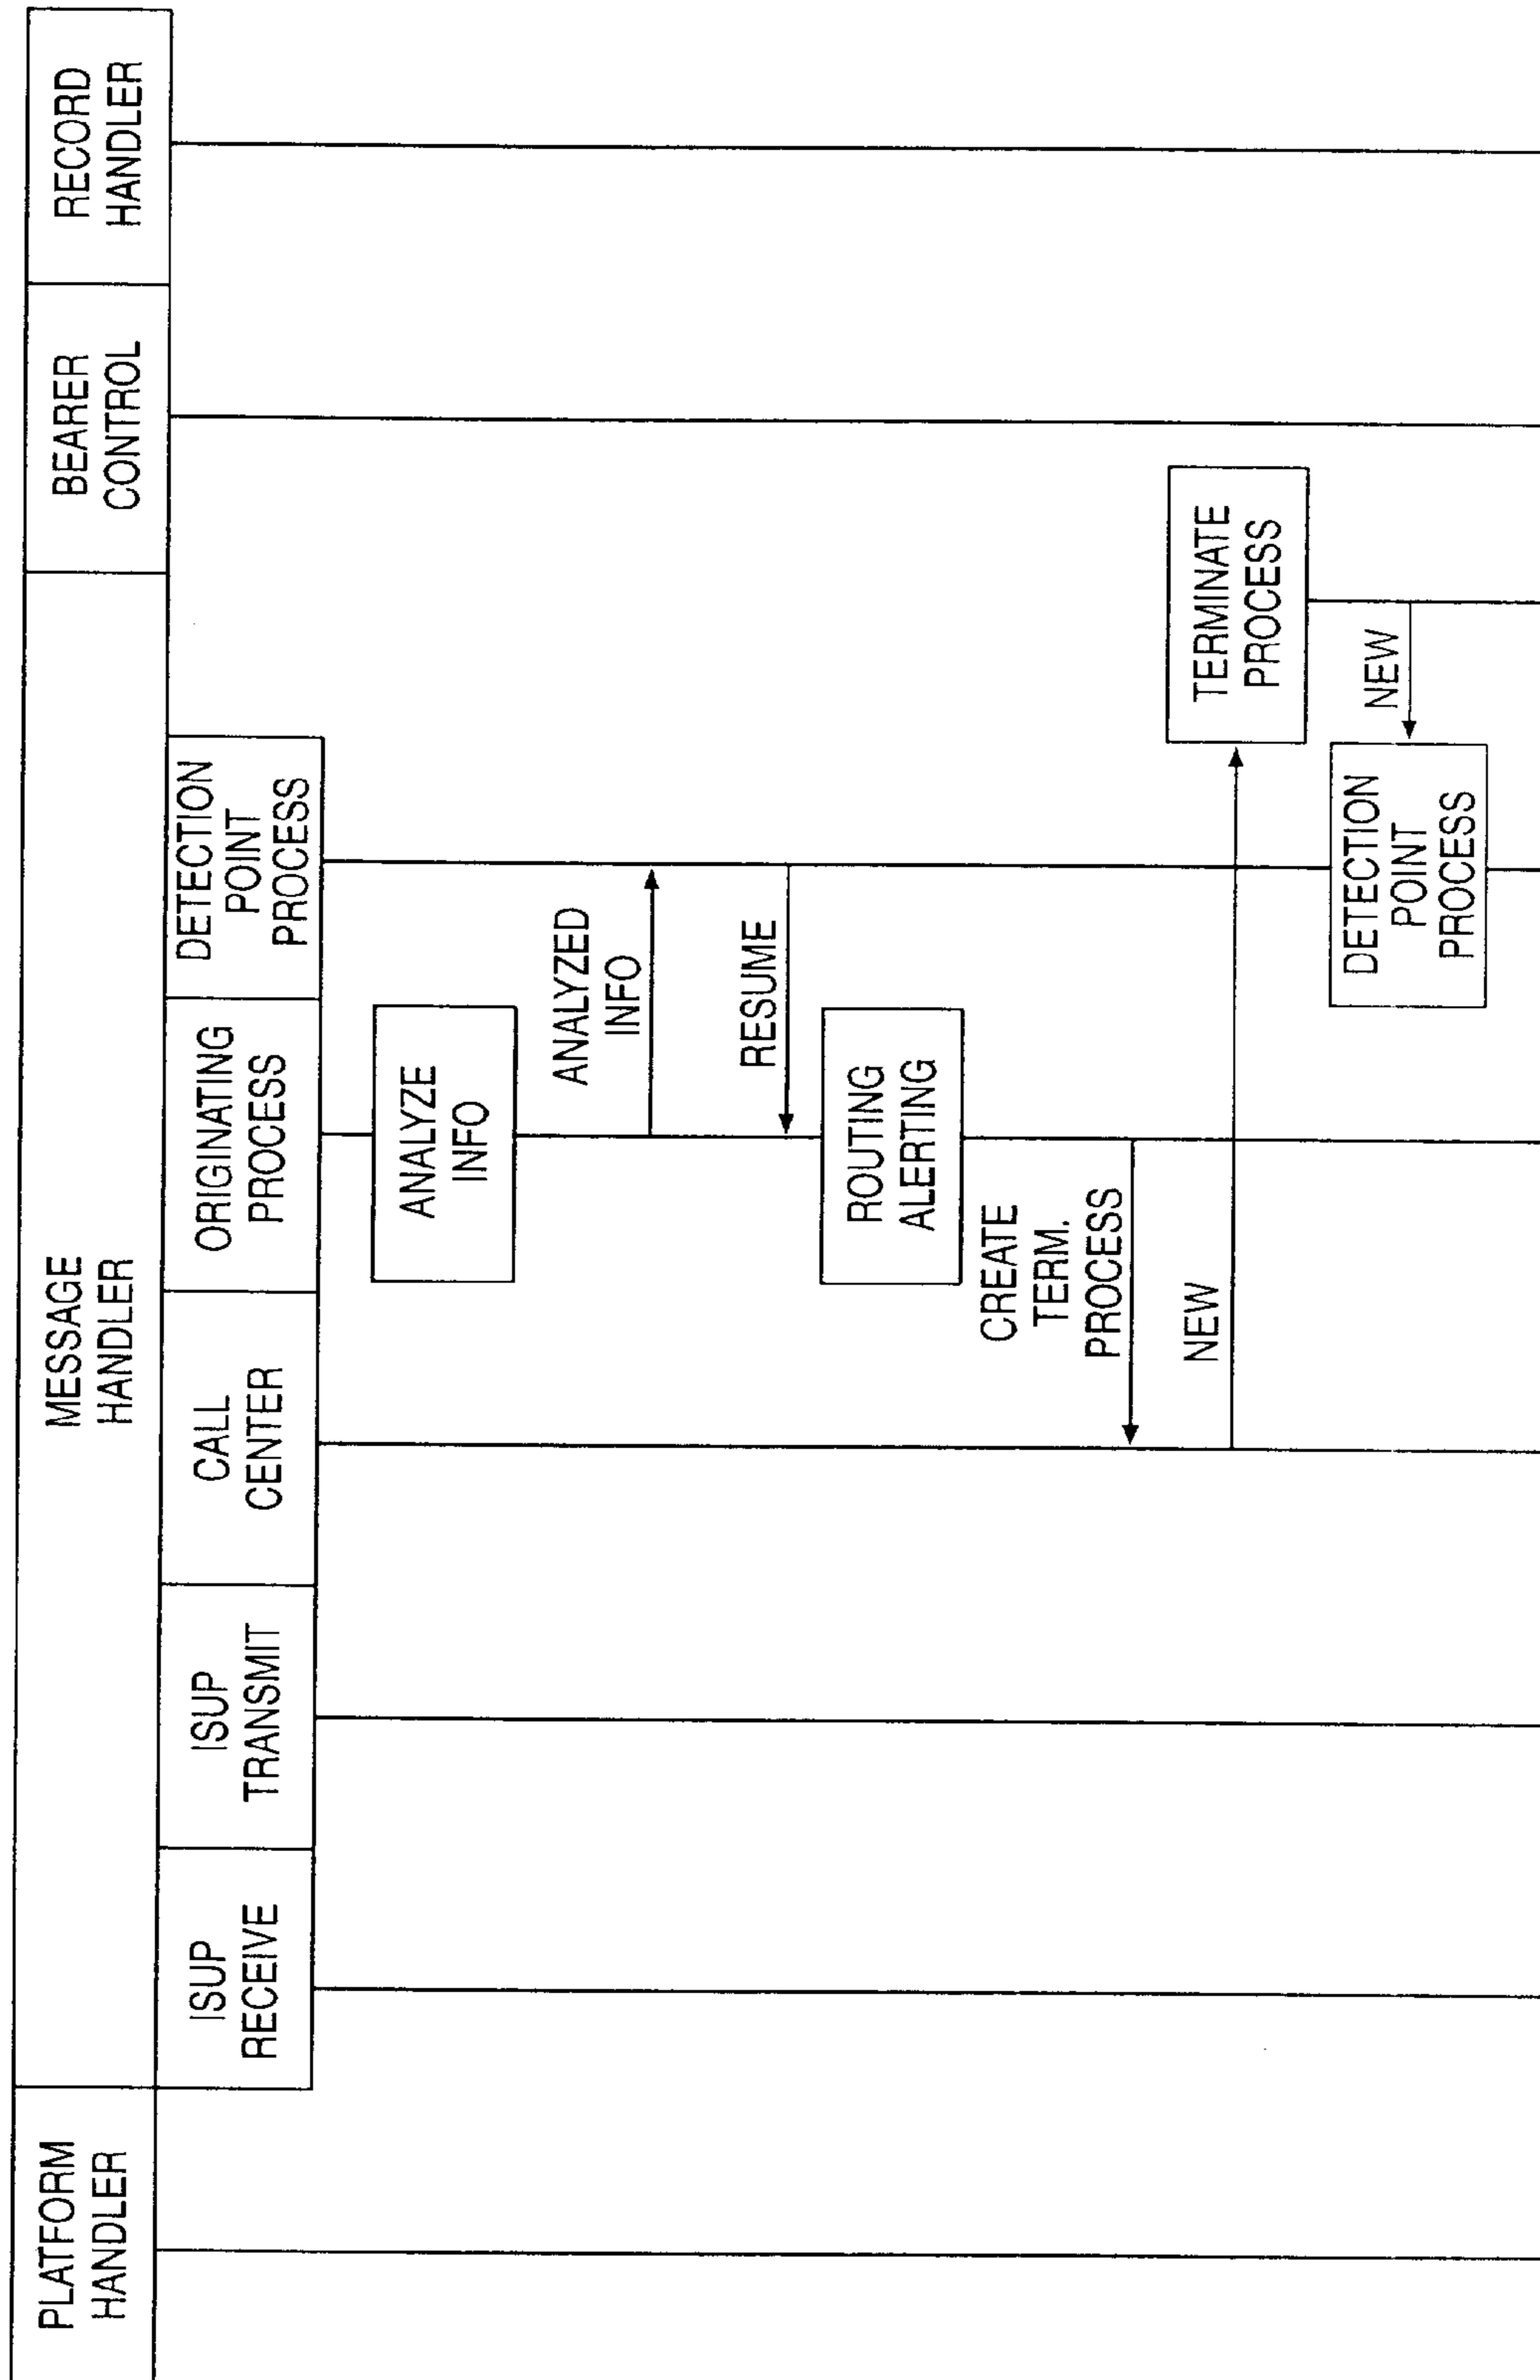 PLATFORM
HANDLER
MESSAGE
HANDLER
BEARER
CONTROL
RECORD
HANDLER
ISUP
RECEIVE
ISUP
TRANSMIT
CALL
CENTER
ORIGINATING
PROCESS
DETECTION
POINT
PROCESS
ANALYZE
INFO
ANALYZED
INFO
RESUME
ROUTING
ALERTING
CREATE
TERM.
PROCESS
NEW
TERMINATE
PROCESS
NEW
DETECTION
POINT
PROCESS